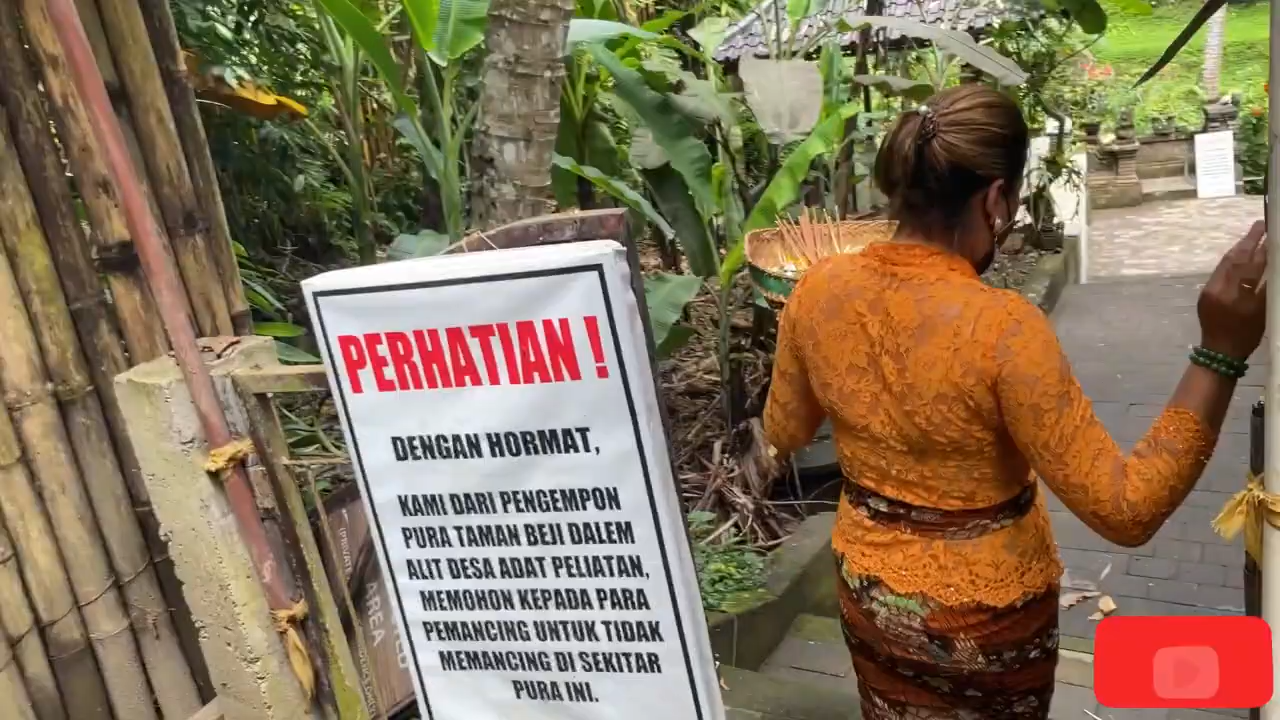 PERHATIAN !
DENGAN HORMAT,
KAMI DARI PENGEMPON
PURA TAMAN BEJI DALEM
ALIT DESA ADAT PELIATAN,
MEMOHON KEPADA PARA
PEMANCING UNTUK TIDAK
MEMANCING DI SEKITAR
PURA INI.
AREA